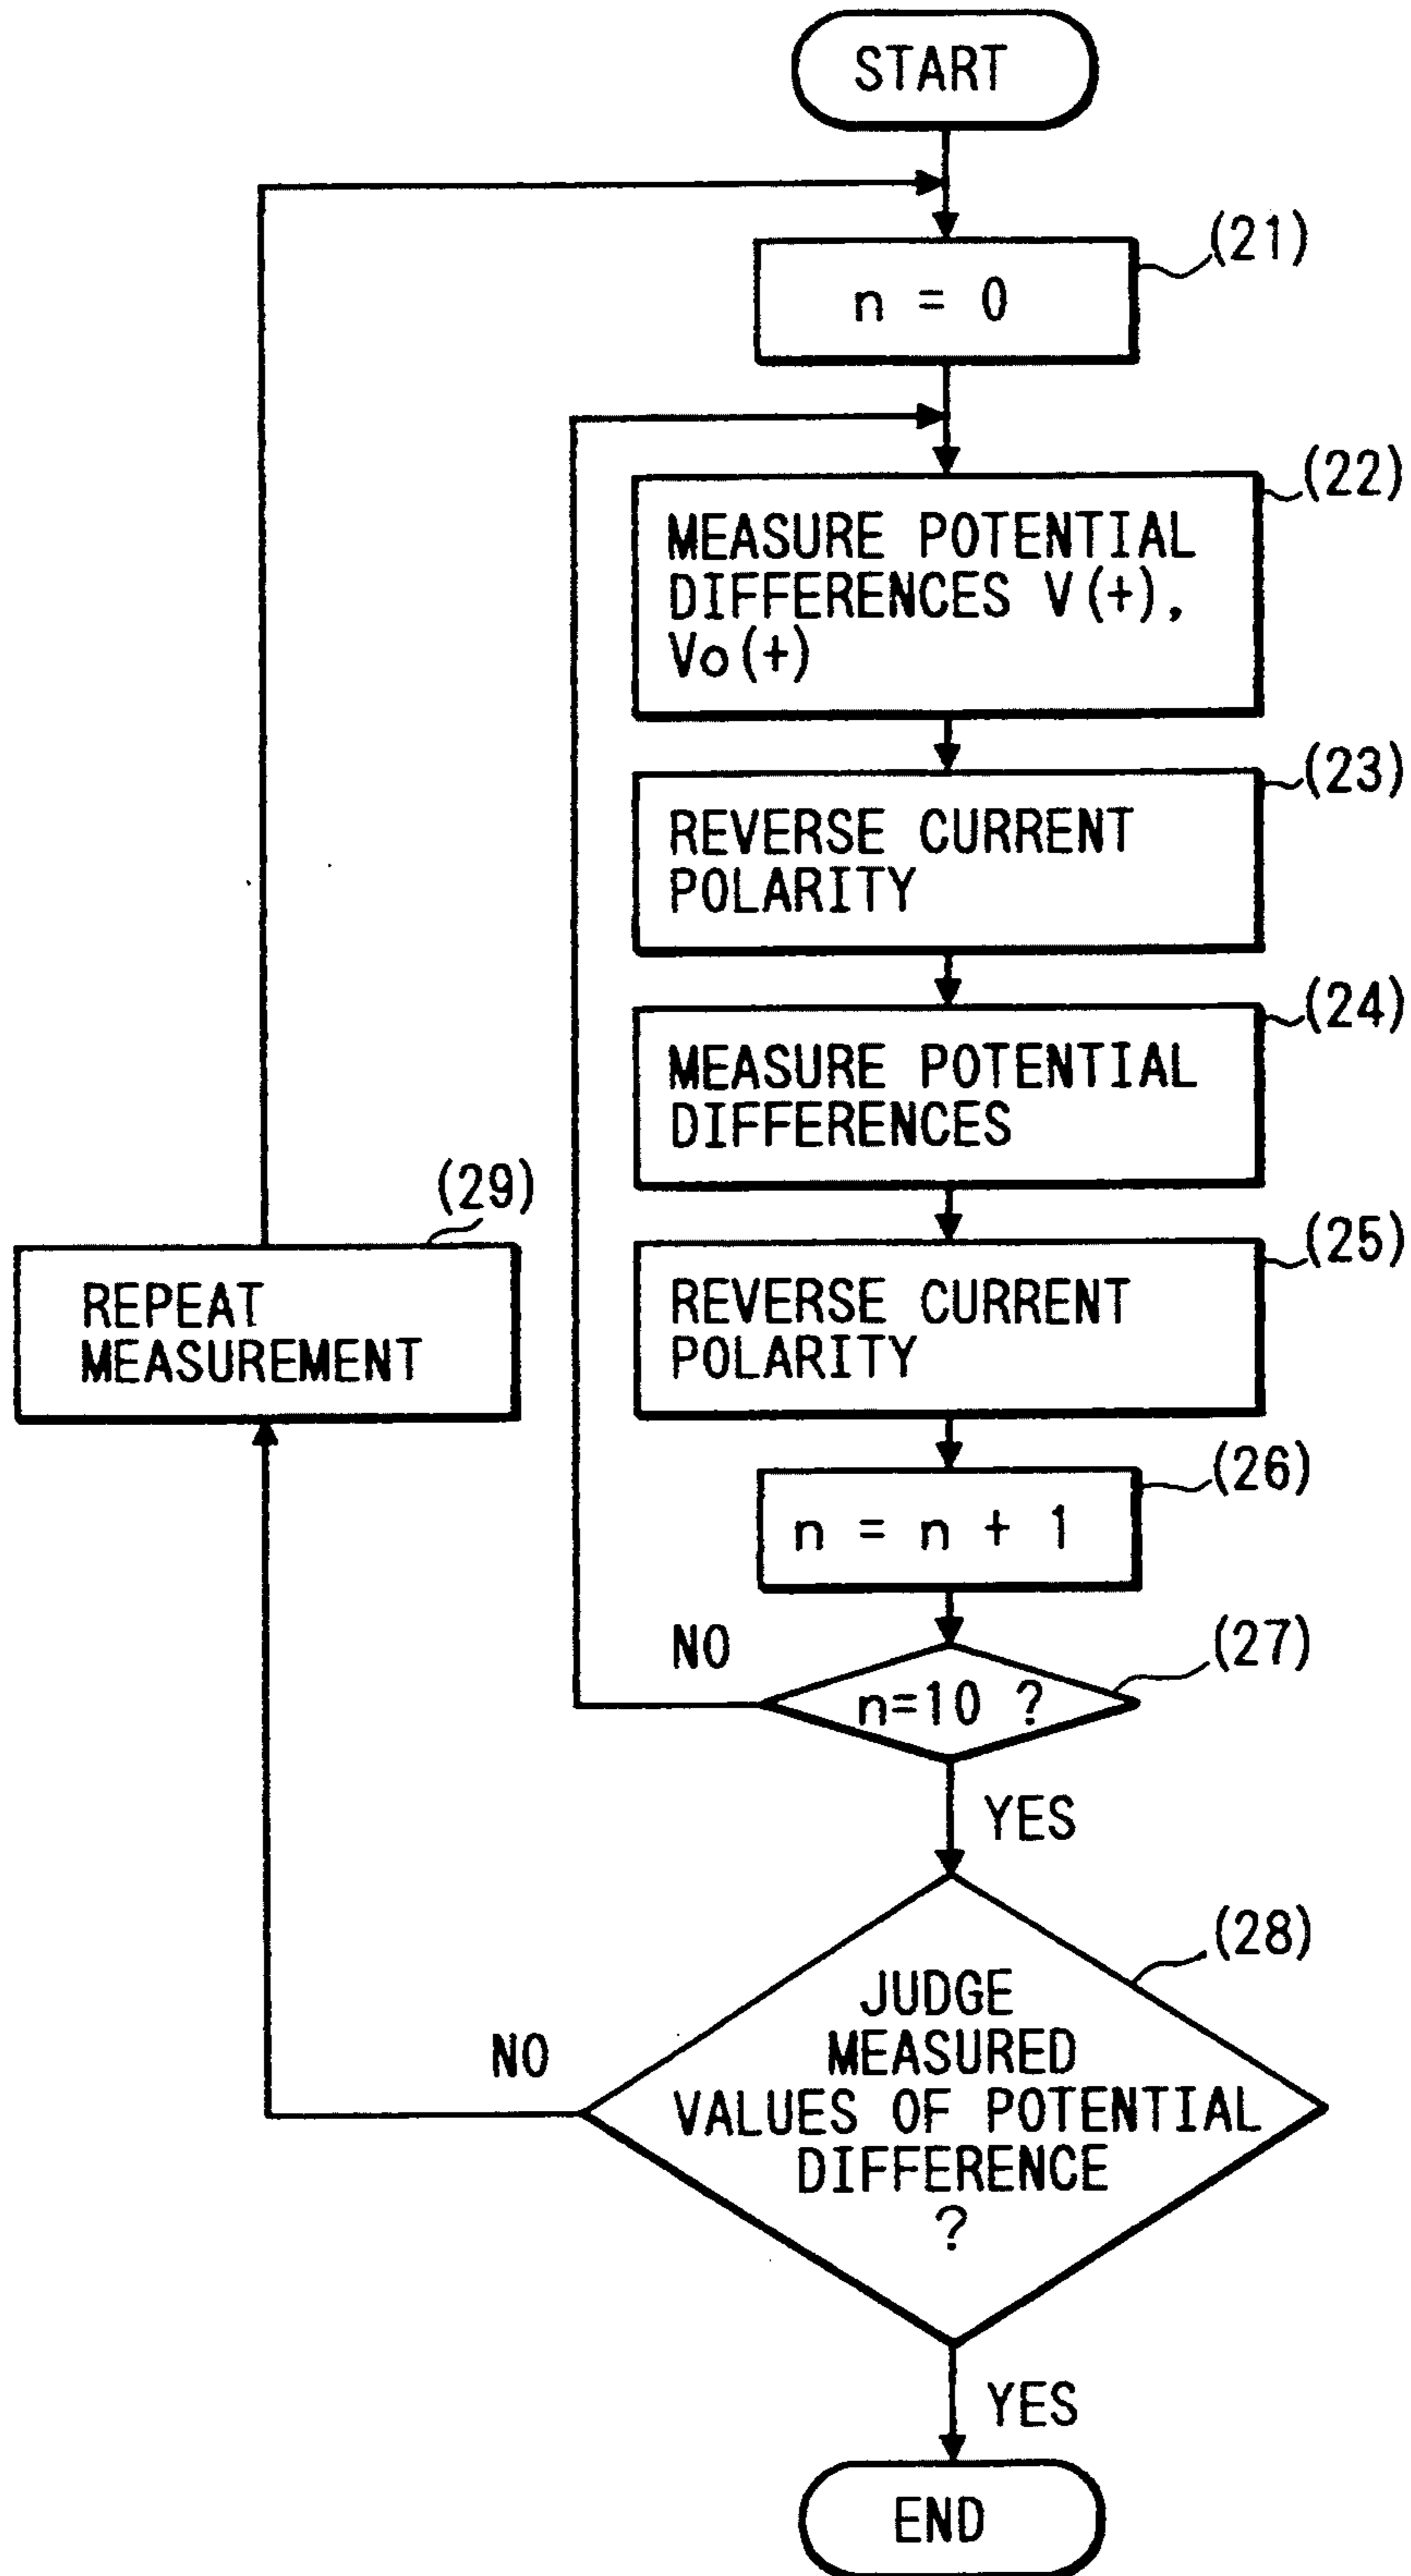 START
(21)
n = 0
(22)
MEASURE POTENTIAL
DIFFERENCES V(+),
Vo(+)
(23)
REVERSE CURRENT
POLARITY
(24)
MEASURE POTENTIAL
DIFFERENCES
(29)
REPEAT
MEASUREMENT
(25)
REVERSE CURRENT
POLARITY
(26)
n = n + 1
NO
(27)
n=10 ?
YES
(28)
NO
JUDGE
MEASURED
VALUES OF POTENTIAL
DIFFERENCE
?
YES
END